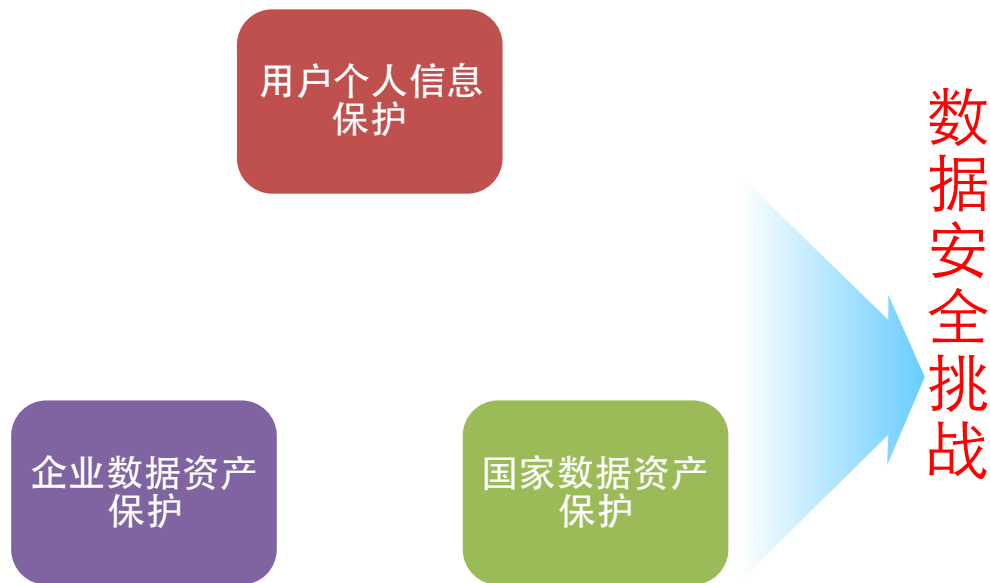 用户个人信息
保护
企业数据资产
保护
国家数据资产
保护
数据安全挑战